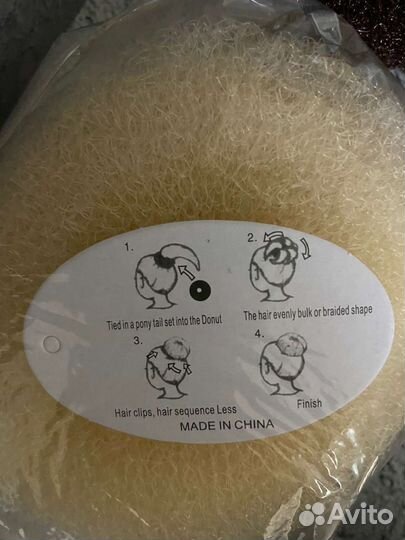 1.
2.
Tied in a pony tail set into the Donut
The hair evenly bulk or braided shape
3.
4.
Hair clips, hair sequence Less
Finish
MADE IN CHINA
Avito